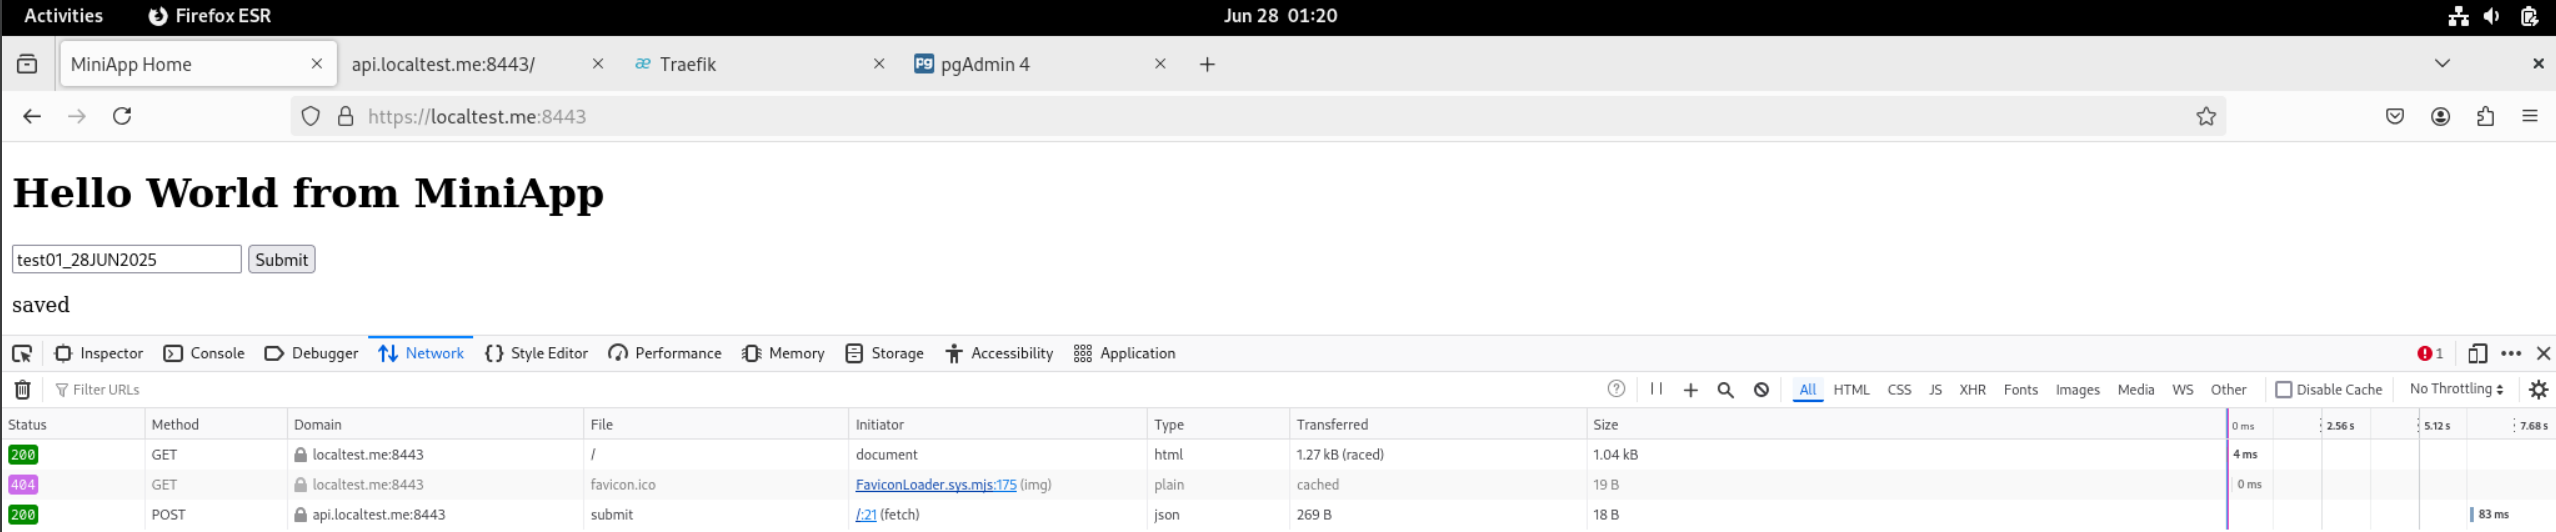 Activities Firefox ESR Jun 28 01:20
MiniApp Home api.localtest.me:8443/ Traefik pgAdmin 4
https://localtest.me:8443
Hello World from MiniApp
test01_28JUN2025 Submit
saved
Inspector Console Debugger Network Style Editor Performance Memory Storage Accessibility Application 1
Filter URLs All HTML CSS JS XHR Fonts Images Media WS Other Disable Cache No Throttling
Status Method Domain File Initiator Type Transferred Size 0 ms 2.56 s 5.12 s 7.68 s
200 GET localtest.me:8443 / document html 1.27 kB (raced) 1.04 kB 4 ms
404 GET localtest.me:8443 favicon.ico FaviconLoader.sys.mjs:175 (img) plain cached 19 B 0 ms
200 POST api.localtest.me:8443 submit /:21 (fetch) json 269 B 18 B 83 ms